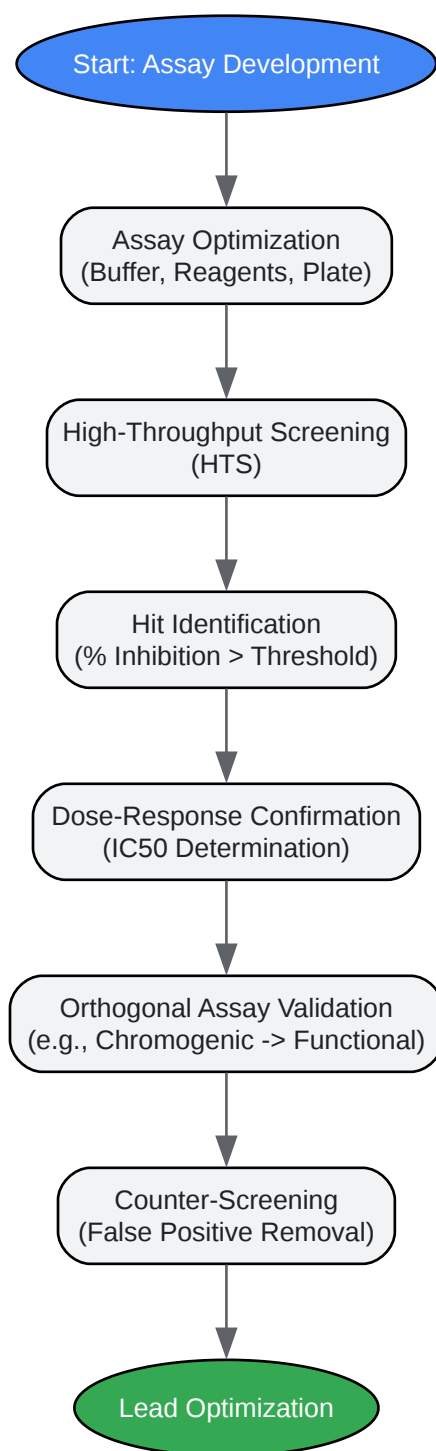 Start: Assay Development
Assay Optimization
(Buffer, Reagents, Plate)
High-Throughput Screening
(HTS)
Hit Identification
(% Inhibition > Threshold)
Dose-Response Confirmation
(IC50 Determination)
Orthogonal Assay Validation
(e.g., Chromogenic -> Functional)
Counter-Screening
(False Positive Removal)
Lead Optimization